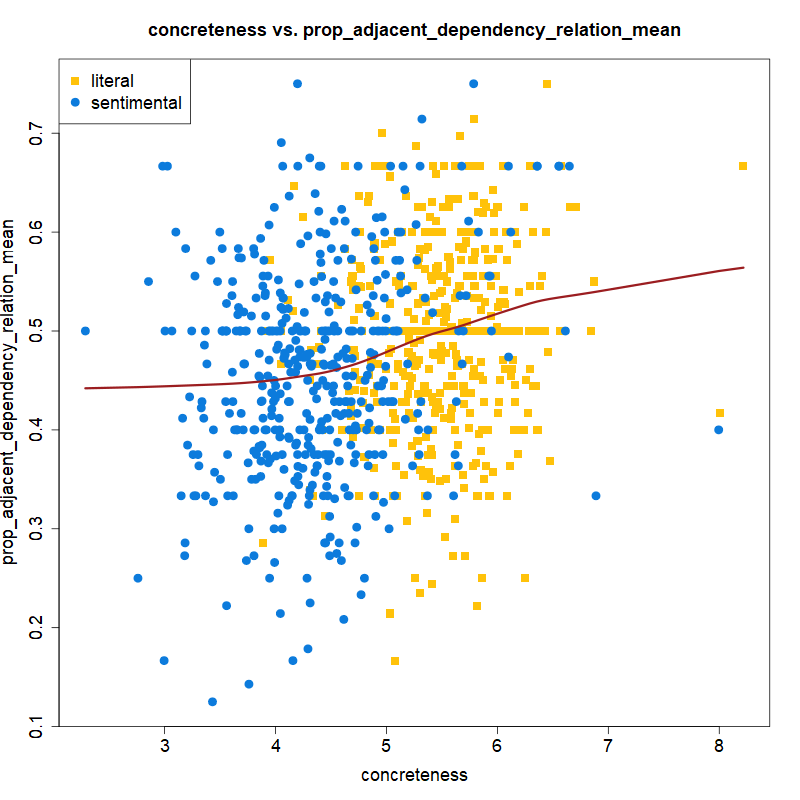 concreteness vs. prop_adjacent_dependency_relation_mean
literal
sentimental
prop_adjacent_dependency_relation_mean
0.7
0.6
0.5
0.4
0.3
0.2
0.1
3 4 5 6 7 8
concreteness